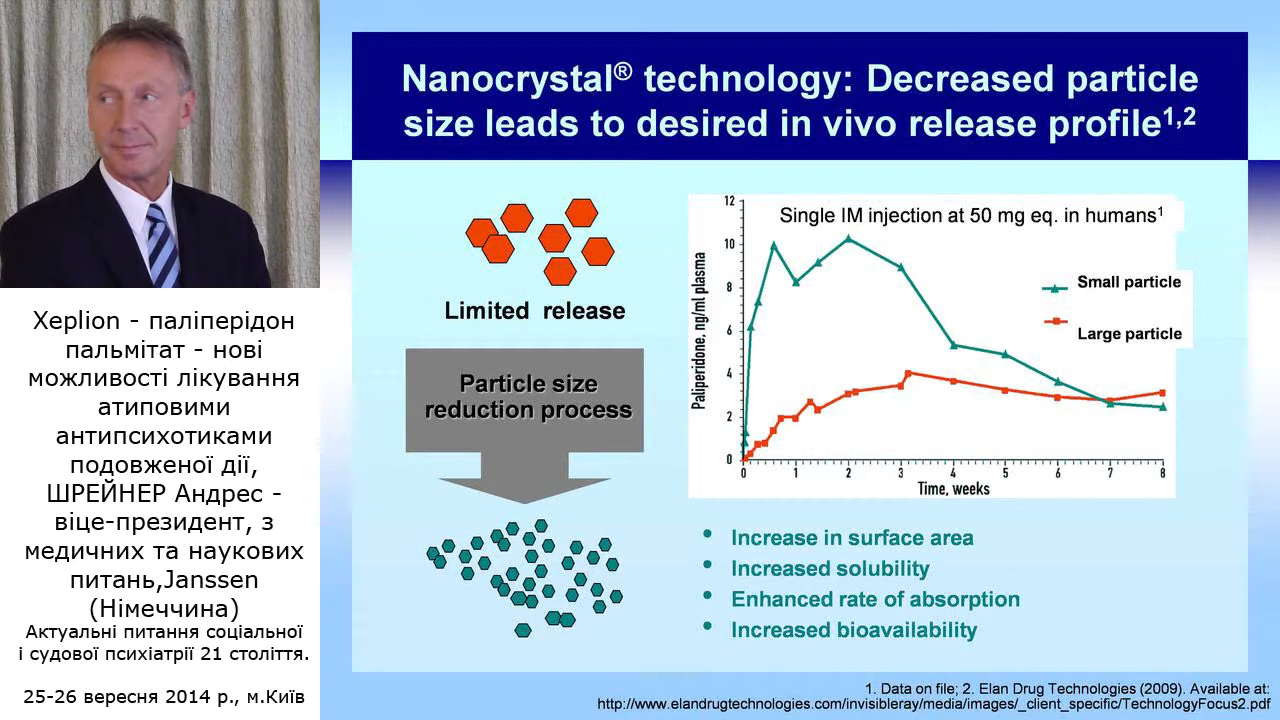 Nanocrystal® technology: Decreased particle
size leads to desired in vivo release profile1,2
Limited release
Particle size
reduction process
Single IM injection at 50 mg eq. in humans1
Small particle
Large particle
Paliperidone, ng/ml plasma
12
10
8
6
4
2
0
0 1 2 3 4 5 6 7 8
Time, weeks
• Increase in surface area
• Increased solubility
• Enhanced rate of absorption
• Increased bioavailability
1. Data on file; 2. Elan Drug Technologies (2009). Available at:
http://www.elandrugtechnologies.com/invisibleray/media/images/_client_specific/TechnologyFocus2.pdf
Xeplion - паліперідон
пальмітат - нові
можливості лікування
атиповими
антипсихотиками
подовженої дії,
ШРЕЙНЕР Андрес -
віце-президент, з
медичних та наукових
питань,Janssen
(Німеччина)
Актуальні питання соціальної
і судової психіатрії 21 століття.
25-26 вересня 2014 р., м.Київ